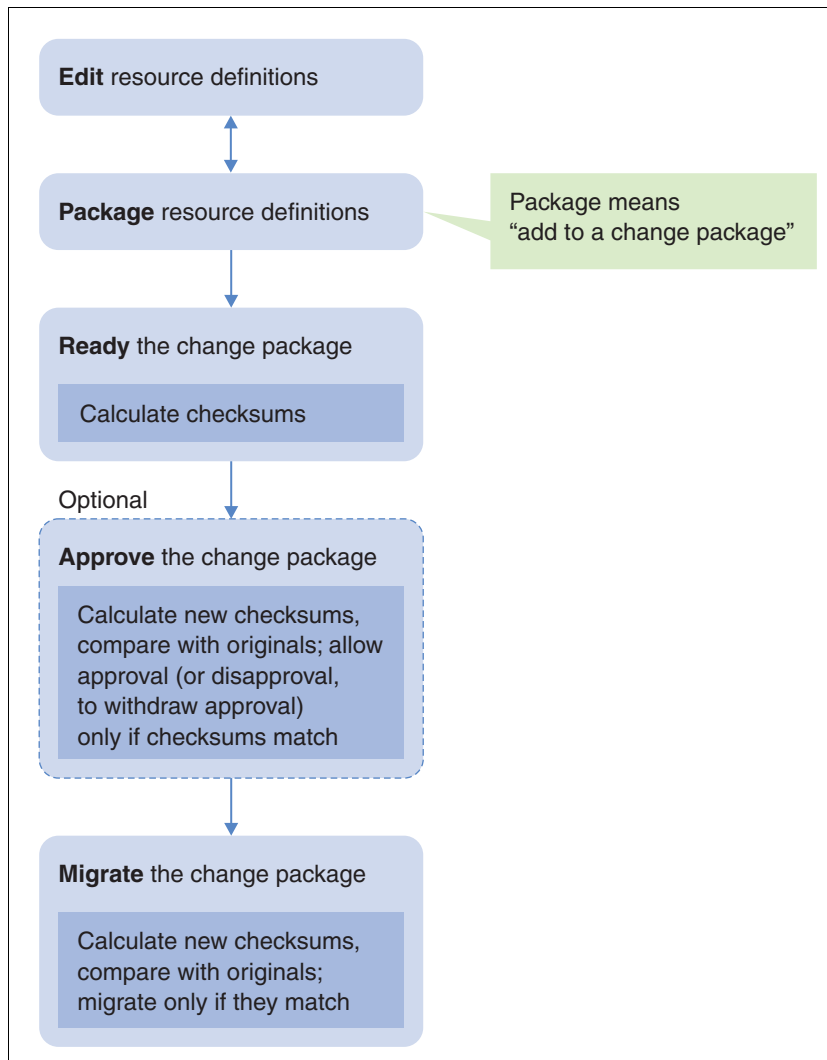 Edit resource definitions
Package resource definitions
Package means
“add to a change package”
Ready the change package
Calculate checksums
Optional
Approve the change package
Calculate new checksums,
compare with originals; allow
approval (or disapproval,
to withdraw approval)
only if checksums match
Migrate the change package
Calculate new checksums,
compare with originals;
migrate only if they match